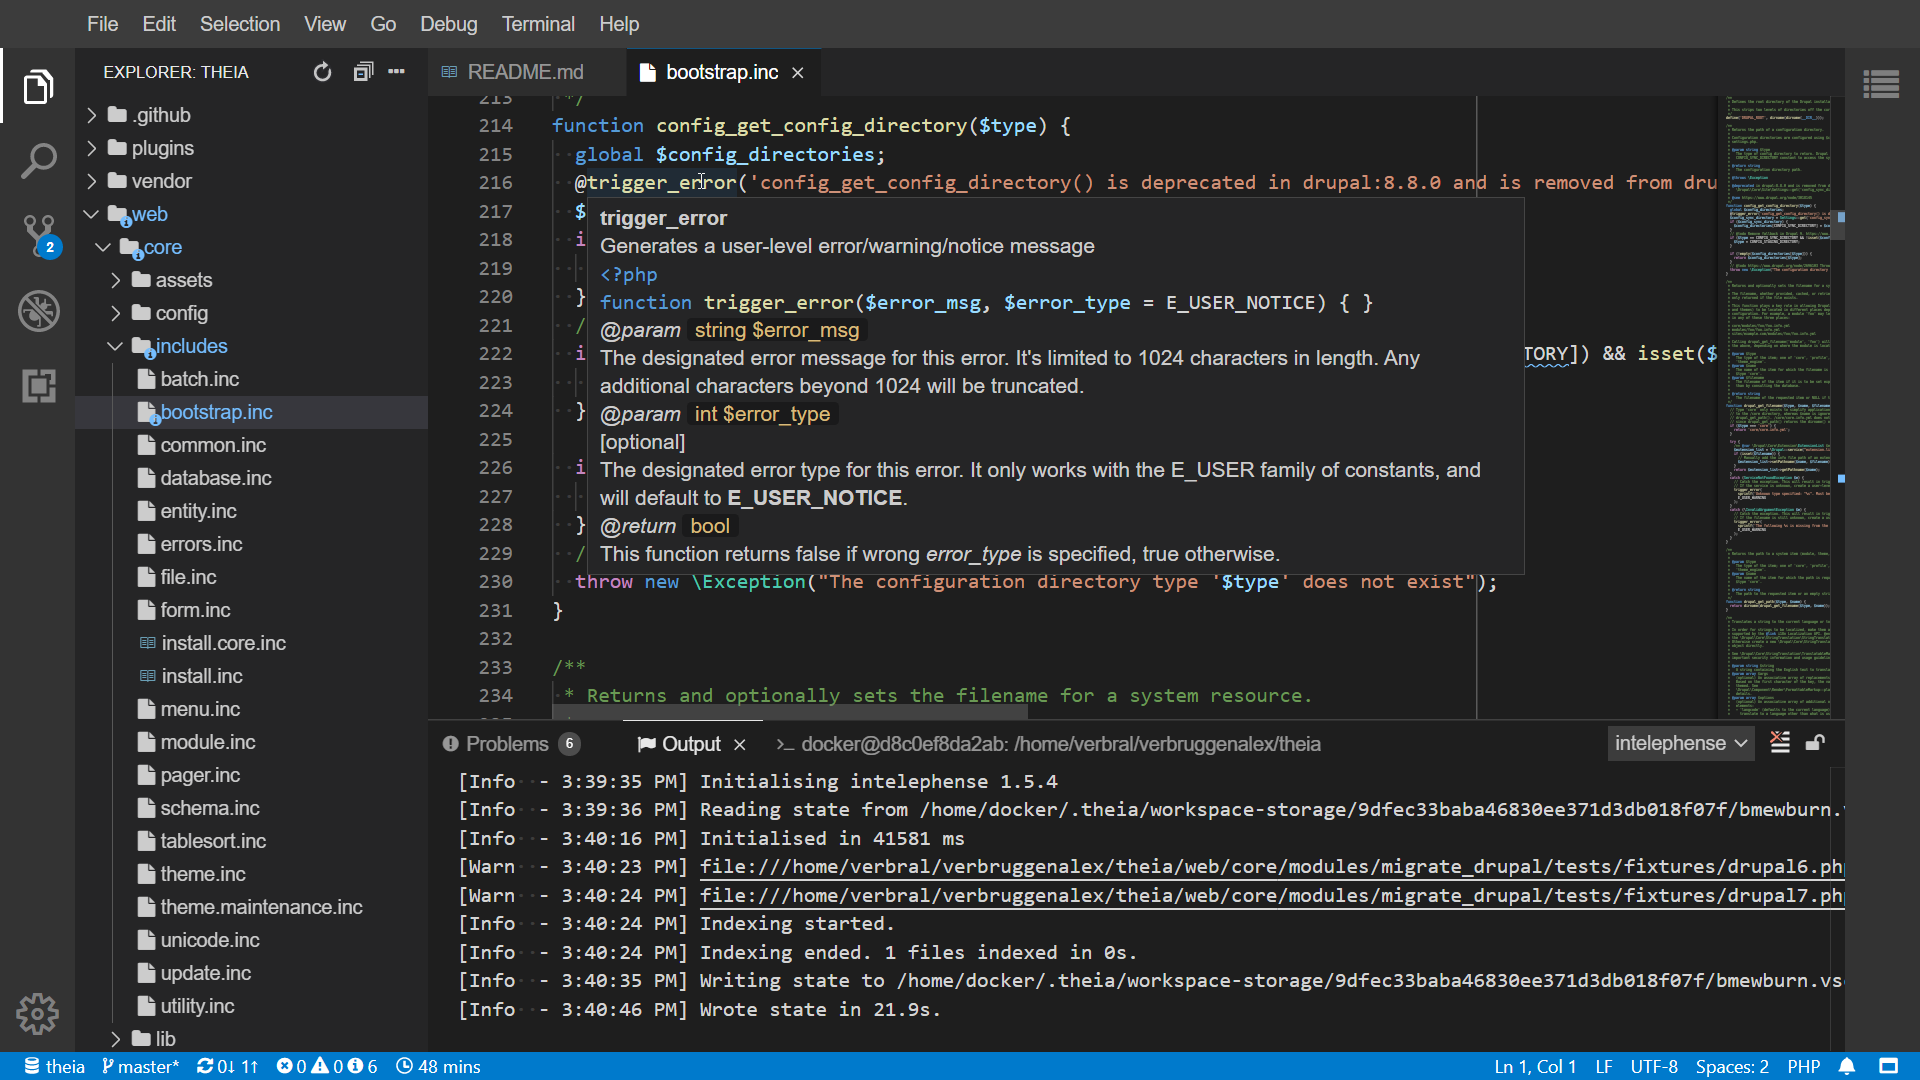 File Edit Selection View Go Debug Terminal Help
EXPLORER: THEIA
.github
plugins
vendor
web
core
assets
config
includes
batch.inc
bootstrap.inc
common.inc
database.inc
entity.inc
errors.inc
file.inc
form.inc
install.core.inc
install.inc
menu.inc
module.inc
pager.inc
schema.inc
tablesort.inc
theme.inc
theme.maintenance.inc
unicode.inc
update.inc
utility.inc
lib
2
README.md bootstrap.inc
213 */
214 function config_get_config_directory($type) {
215 global $config_directories;
216 @trigger_error('config_get_config_directory() is deprecated in drupal:8.8.0 and is removed from dru
217 $
218 i
219
220 }
221 /
222 i TORY]) && isset($
223
224 }
225
226 i
227
228 }
229 /
trigger_error
Generates a user-level error/warning/notice message
<?php
function trigger_error($error_msg, $error_type = E_USER_NOTICE) { }
@param string $error_msg
The designated error message for this error. It's limited to 1024 characters in length. Any
additional characters beyond 1024 will be truncated.
@param int $error_type
[optional]
The designated error type for this error. It only works with the E_USER family of constants, and
will default to E_USER_NOTICE.
@return bool
This function returns false if wrong error_type is specified, true otherwise.
230 throw new \Exception("The configuration directory type '$type' does not exist");
231 }
232
233 /**
234 * Returns and optionally sets the filename for a system resource.
Problems 6 Output >_ docker@d8c0ef8da2ab: /home/verbral/verbruggenalex/theia intelephense
[Info - 3:39:35 PM] Initialising intelephense 1.5.4
[Info - 3:39:36 PM] Reading state from /home/docker/.theia/workspace-storage/9dfec33baba46830ee371d3db018f07f/bmewburn.
[Info - 3:40:16 PM] Initialised in 41581 ms
[Warn - 3:40:23 PM] file:///home/verbral/verbruggenalex/theia/web/core/modules/migrate_drupal/tests/fixtures/drupal6.ph
[Warn - 3:40:24 PM] file:///home/verbral/verbruggenalex/theia/web/core/modules/migrate_drupal/tests/fixtures/drupal7.ph
[Info - 3:40:24 PM] Indexing started.
[Info - 3:40:24 PM] Indexing ended. 1 files indexed in 0s.
[Info - 3:40:35 PM] Writing state to /home/docker/.theia/workspace-storage/9dfec33baba46830ee371d3db018f07f/bmewburn.vs
[Info - 3:40:46 PM] Wrote state in 21.9s.
theia master* 0↓ 1↑ 0 0 6 48 mins Ln 1, Col 1 LF UTF-8 Spaces: 2 PHP